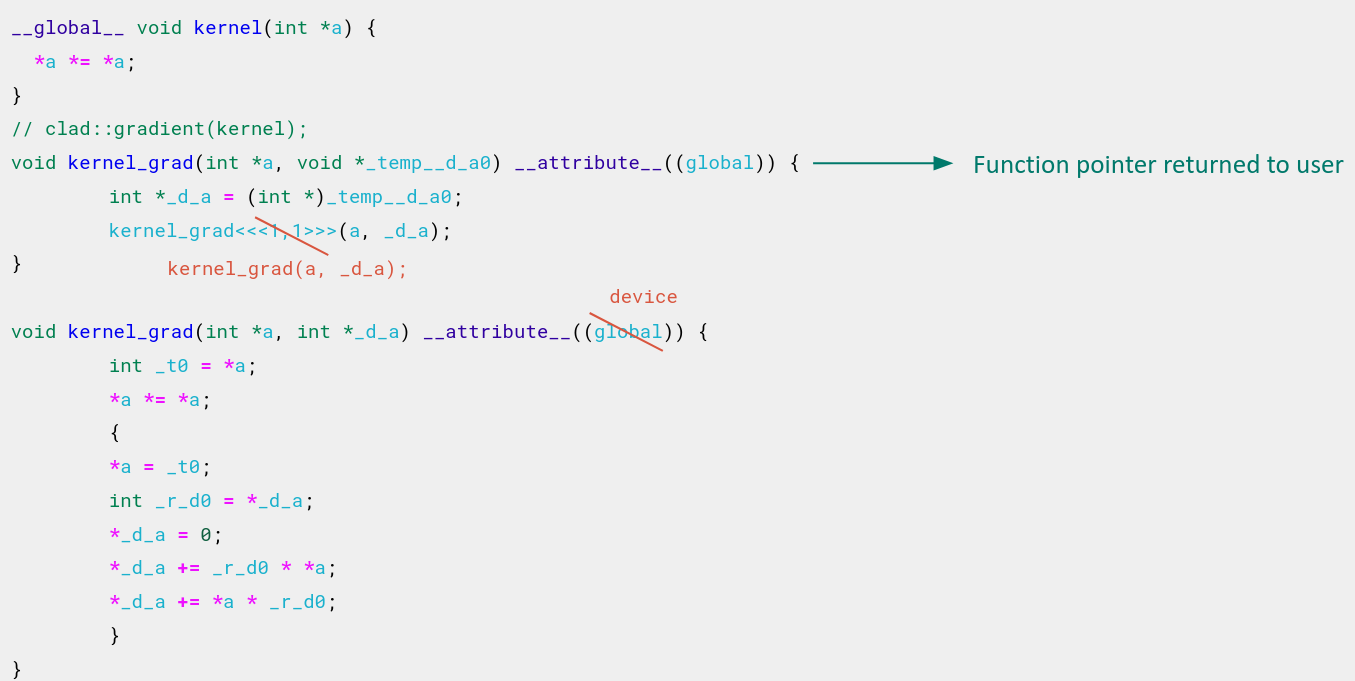 __global__ void kernel(int *a) {
*a *= *a;
}
// clad::gradient(kernel);
void kernel_grad(int *a, void *_temp__d_a0) __attribute__((global)) {
Function pointer returned to user
int *_d_a = (int *)_temp__d_a0;
kernel_grad<<<1,1>>>(a, _d_a);
}
kernel_grad(a, _d_a);
device
void kernel_grad(int *a, int *_d_a) __attribute__((global)) {
int _t0 = *a;
*a *= *a;
{
*a = _t0;
int _r_d0 = *_d_a;
*_d_a = 0;
*_d_a += _r_d0 * *a;
*_d_a += *a * _r_d0;
}
}